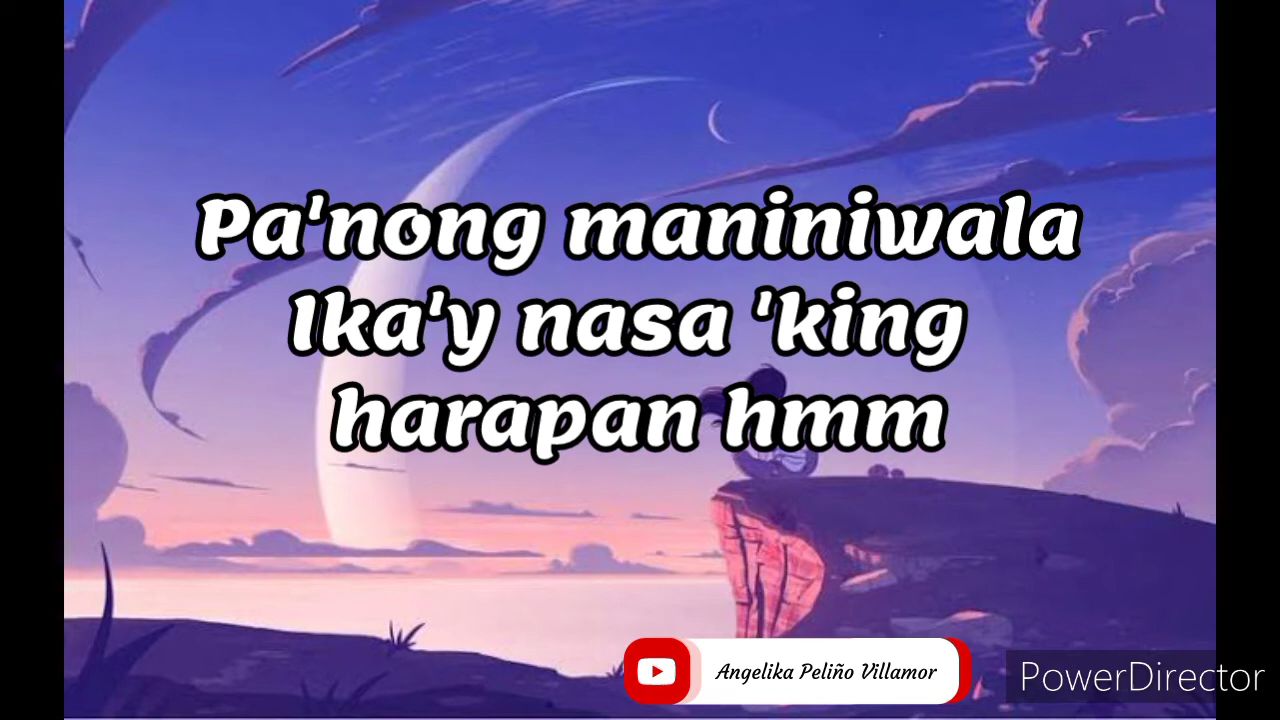 Pa'nong maniniwala
Ika'y nasa 'king
harapan hmm
Angelika Peliño Villamor
PowerDirector